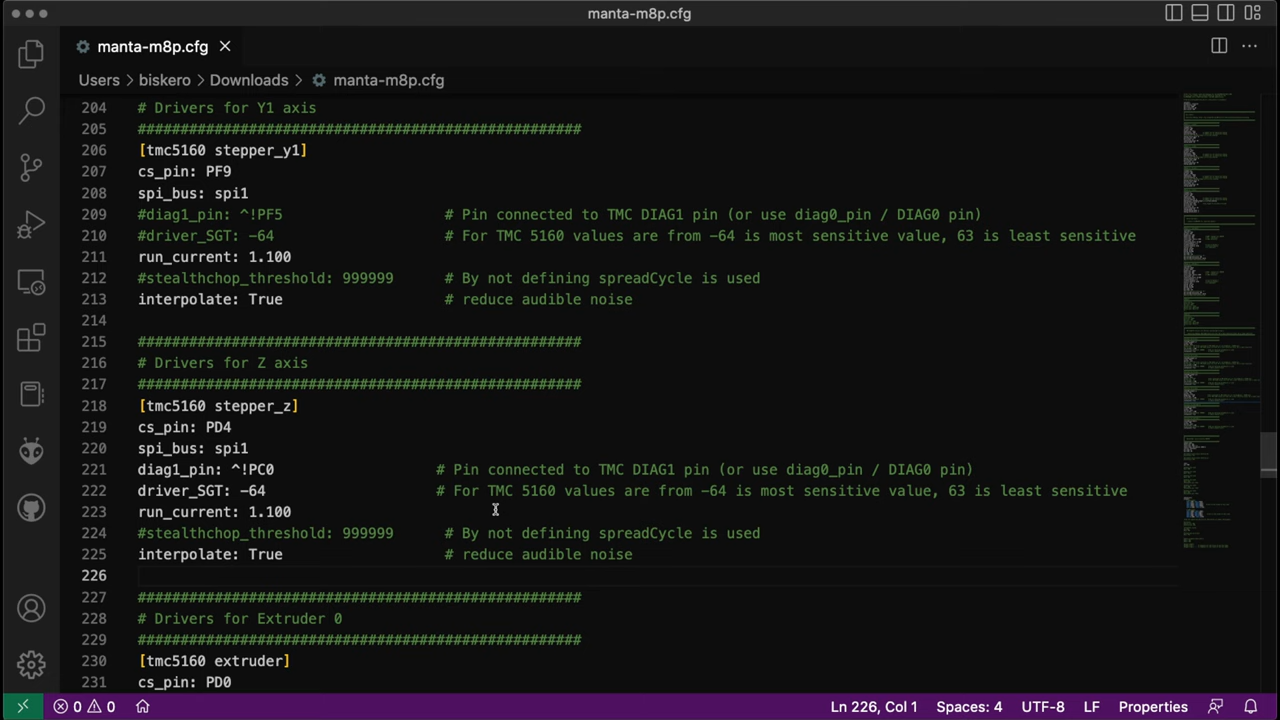 manta-m8p.cfg
manta-m8p.cfg
Users > biskero > Downloads > manta-m8p.cfg
204 # Drivers for Y1 axis
205 ####################################################
206 [tmc5160 stepper_y1]
207 cs_pin: PF9
208 spi_bus: spi1
209 #diag1_pin: ^!PF5 # Pin connected to TMC DIAG1 pin (or use diag0_pin / DIAG0 pin)
210 #driver_SGT: -64 # For TMC 5160 values are from -64 is most sensitive value, 63 is least sensitive
211 run_current: 1.100
212 #stealthchop_threshold: 999999 # By not defining spreadCycle is used
213 interpolate: True # reduce audible noise
214
215 ####################################################
216 # Drivers for Z axis
217 ####################################################
218 [tmc5160 stepper_z]
219 cs_pin: PD4
220 spi_bus: spi1
221 diag1_pin: ^!PC0 # Pin connected to TMC DIAG1 pin (or use diag0_pin / DIAG0 pin)
222 driver_SGT: -64 # For TMC 5160 values are from -64 is most sensitive value, 63 is least sensitive
223 run_current: 1.100
224 #stealthchop_threshold: 999999 # By not defining spreadCycle is used
225 interpolate: True # reduce audible noise
226
227 ####################################################
228 # Drivers for Extruder 0
229 ####################################################
230 [tmc5160 extruder]
231 cs_pin: PD0
0 0 Ln 226, Col 1 Spaces: 4 UTF-8 LF Properties